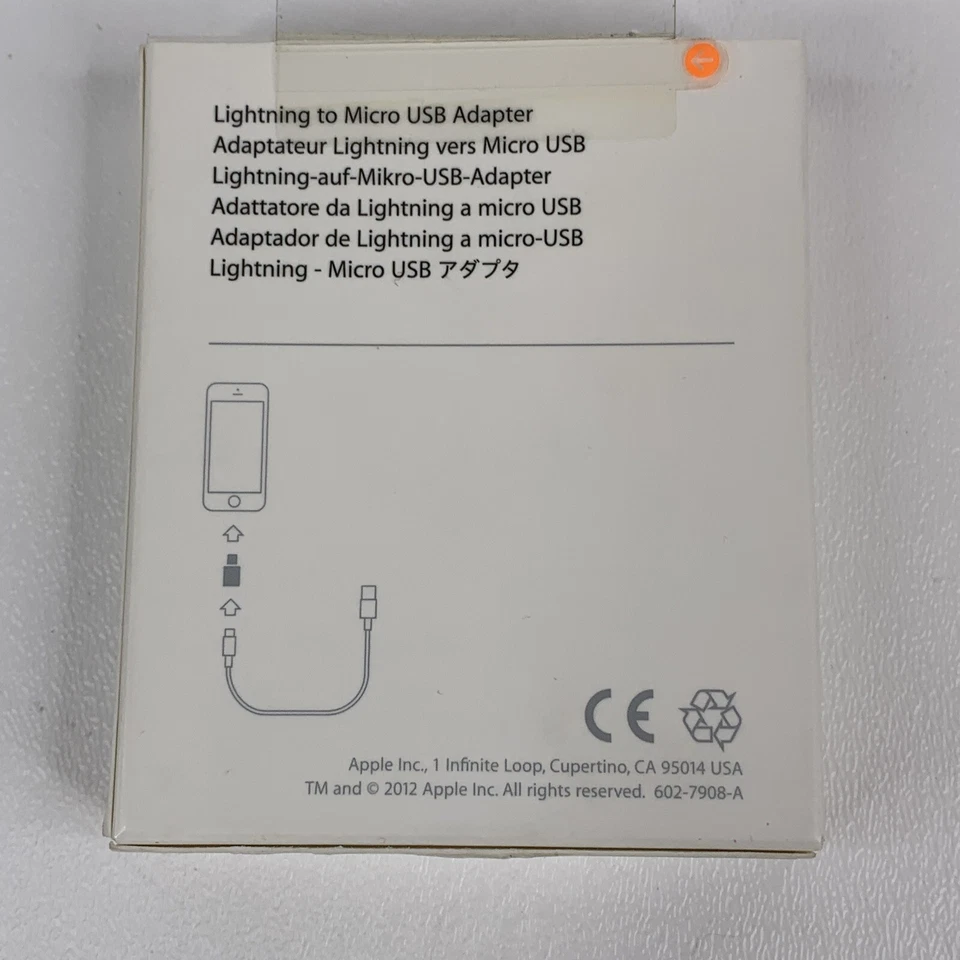 Lightning to Micro USB Adapter
Adaptateur Lightning vers Micro USB
Lightning-auf-Mikro-USB-Adapter
Adattatore da Lightning a micro USB
Adaptador de Lightning a micro-USB
Lightning - Micro USB アダプタ
CE
Apple Inc., 1 Infinite Loop, Cupertino, CA 95014 USA
TM and © 2012 Apple Inc. All rights reserved. 602-7908-A